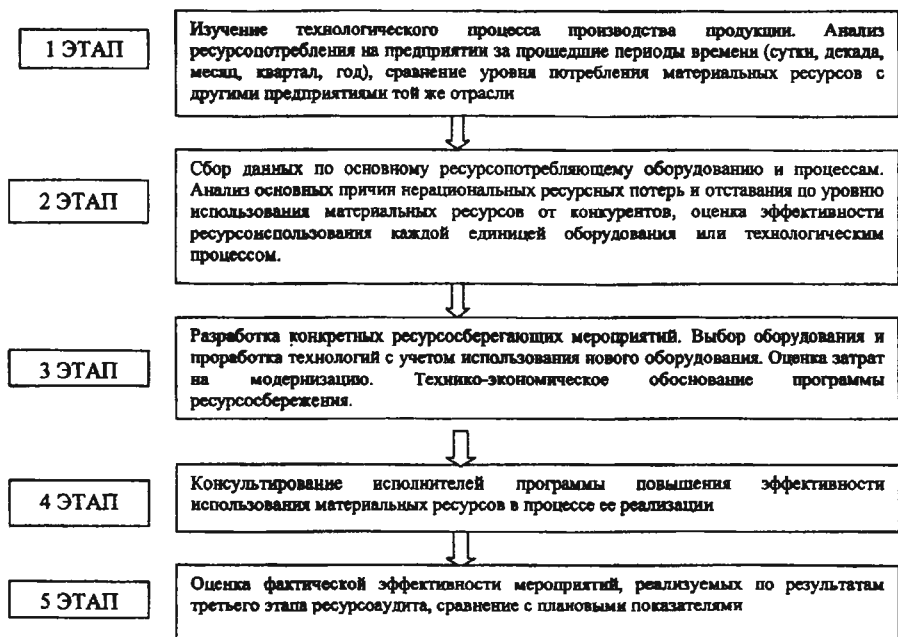 1 ЭТАП
Изучение технологического процесса производства продукции. Анализ
ресурсопотребления на предприятии за прошедшие периоды времени (сутки, декада,
месяц, квартал, год), сравнение уровня потребления материальных ресурсов с
другими предприятиями той же отрасли
2 ЭТАП
Сбор данных по основному ресурсопотребляющему оборудованию и процессам.
Анализ основных причин нерациональных ресурсных потерь и отставания по уровню
использования материальных ресурсов от конкурентов, оценка эффективности
ресурсоиспользования каждой единицей оборудования или технологическим
процессом.
3 ЭТАП
Разработка конкретных ресурсосберегающих мероприятий. Выбор оборудования и
проработка технологий с учетом использования нового оборудования. Оценка затрат
на модернизацию. Технико-экономическое обоснование программы
ресурсосбережения.
4 ЭТАП
Консультирование исполнителей программы повышения эффективности
использования материальных ресурсов в процессе ее реализации
5 ЭТАП
Оценка фактической эффективности мероприятий, реализуемых по результатам
третьего этапа ресурсоаудита, сравнение с плановыми показателями